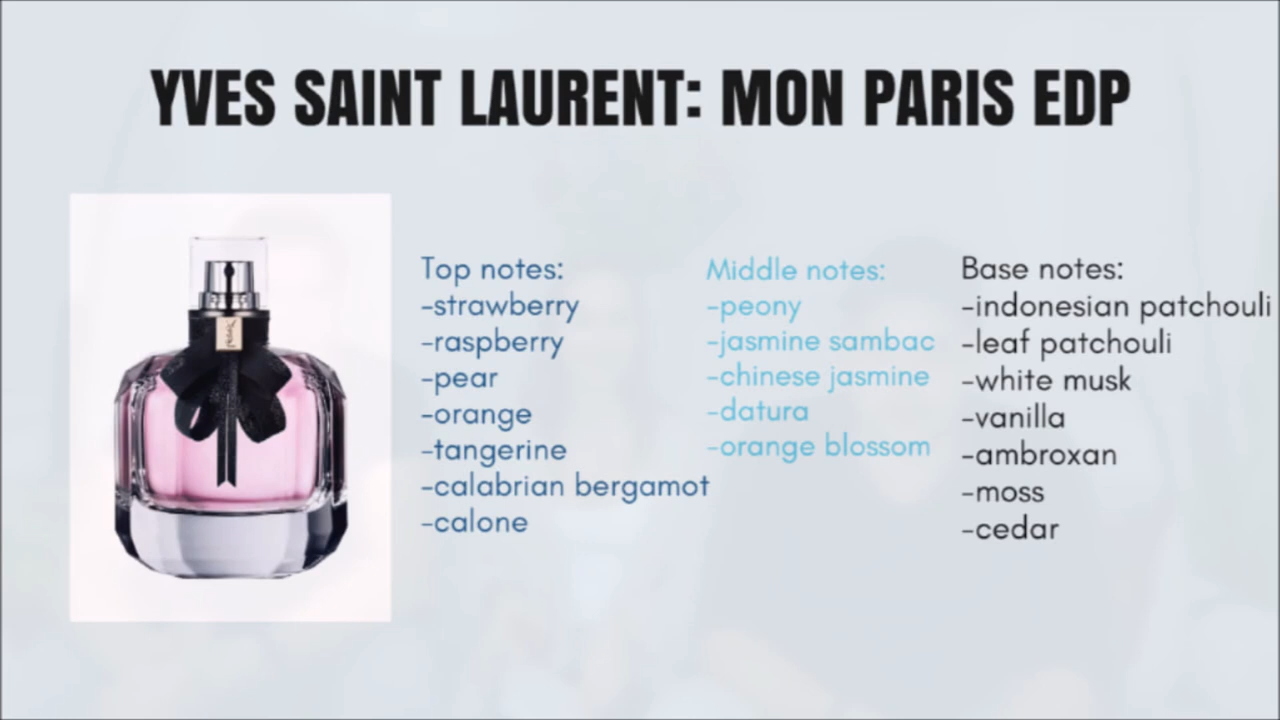 YVES SAINT LAURENT: MON PARIS EDP
Top notes:
-strawberry
-raspberry
-pear
-orange
-tangerine
-calabrian bergamot
-calone
Middle notes:
-peony
-jasmine sambac
-chinese jasmine
-datura
-orange blossom
Base notes:
-indonesian patchouli
-leaf patchouli
-white musk
-vanilla
-ambroxan
-moss
-cedar